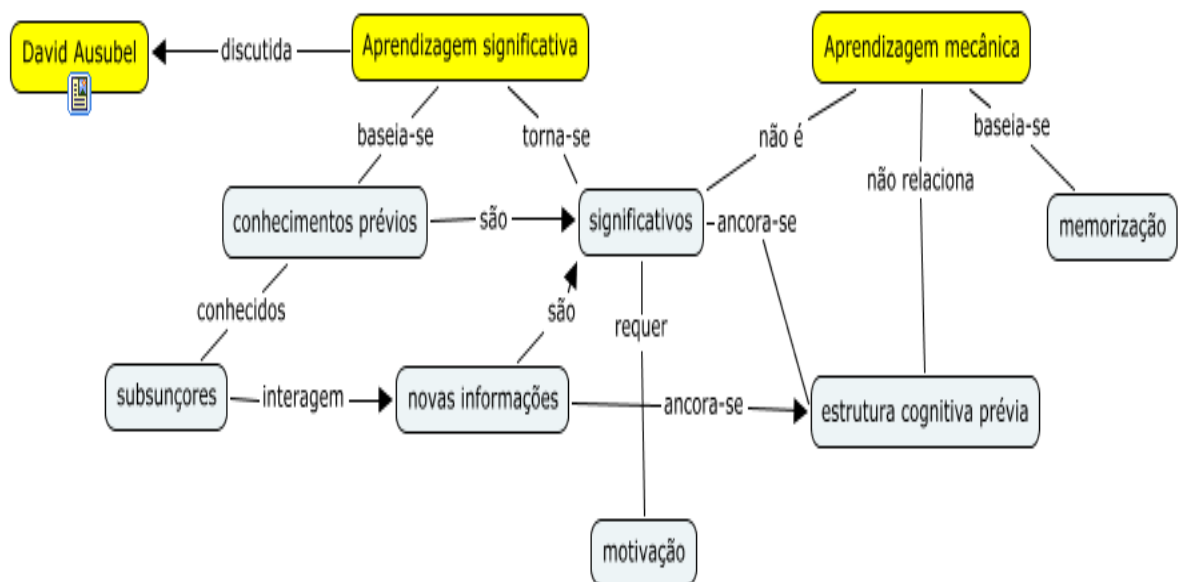 David Ausubel
discutida
Aprendizagem significativa
Aprendizagem mecânica
baseia-se
torna-se
não é
baseia-se
não relaciona
conhecimentos prévios
são
significativos
ancora-se
memorização
conhecidos
são
requer
subsunçores
interagem
novas informações
ancora-se
estrutura cognitiva prévia
motivação